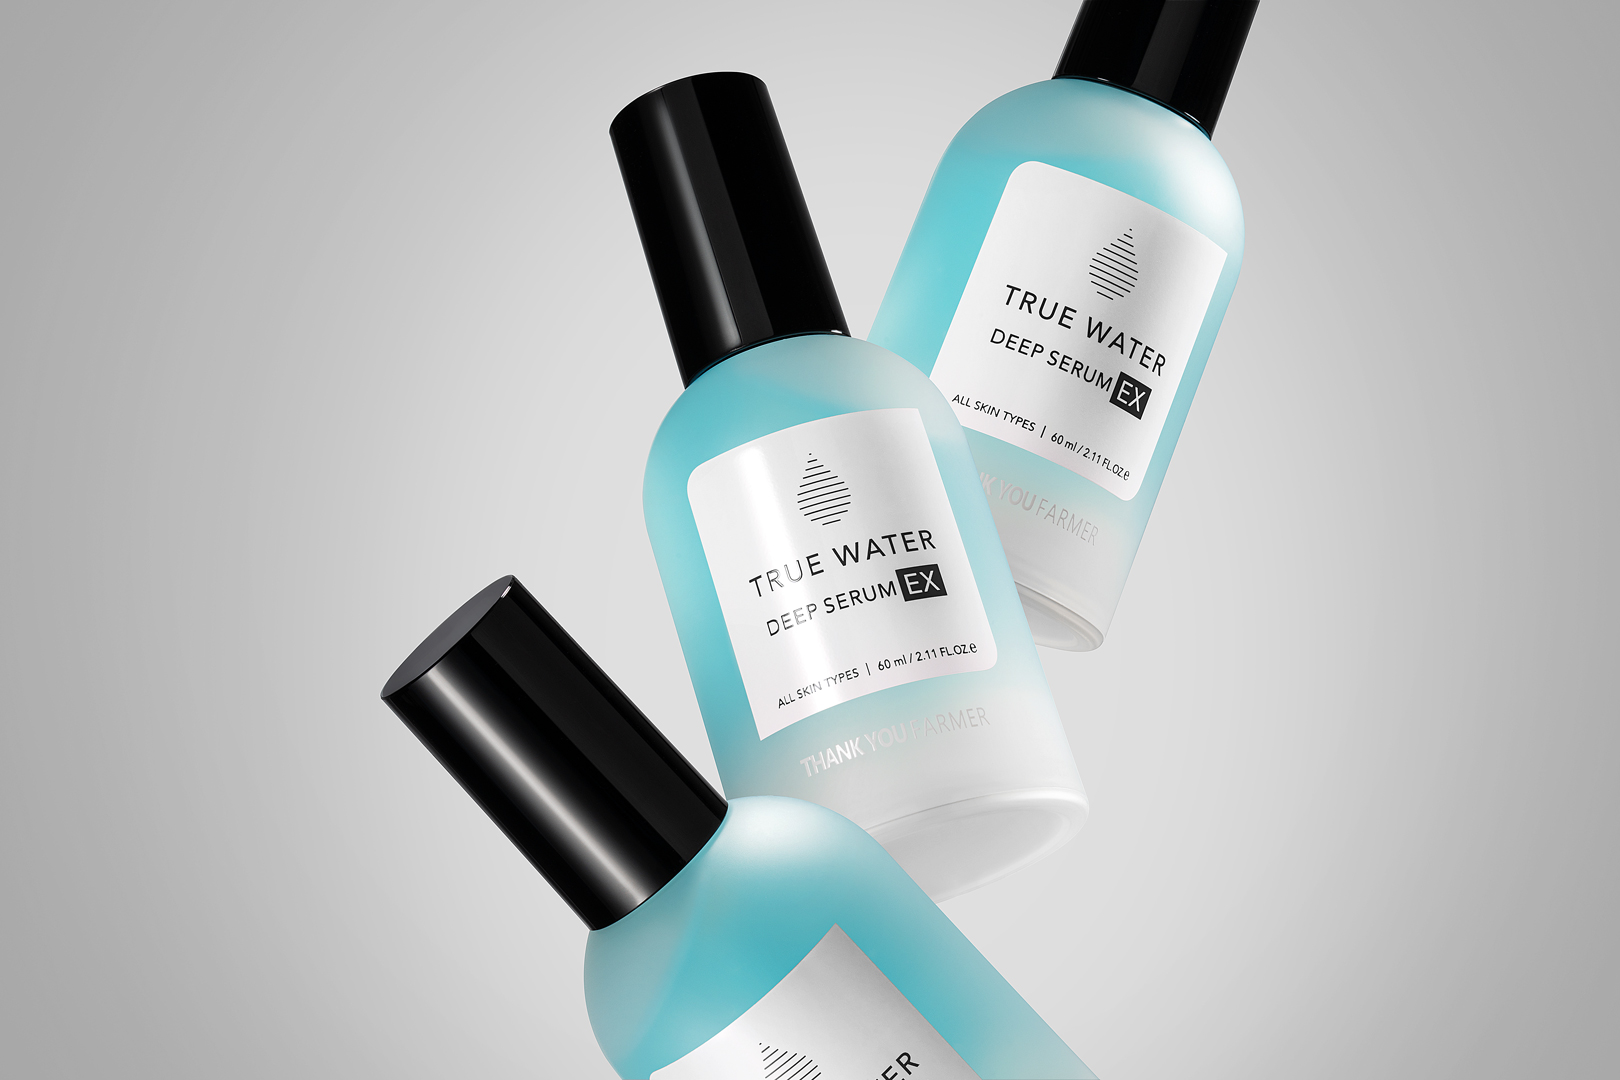 TRUE WATER
DEEP SERUM EX
ALL SKIN TYPES | 60 ml / 2.11 FL.OZ.e
THANK YOU FARMER
TRUE WATER
DEEP SERUM EX
ALL SKIN TYPES | 60 ml / 2.11 FL.OZ.e
YOU FARMER